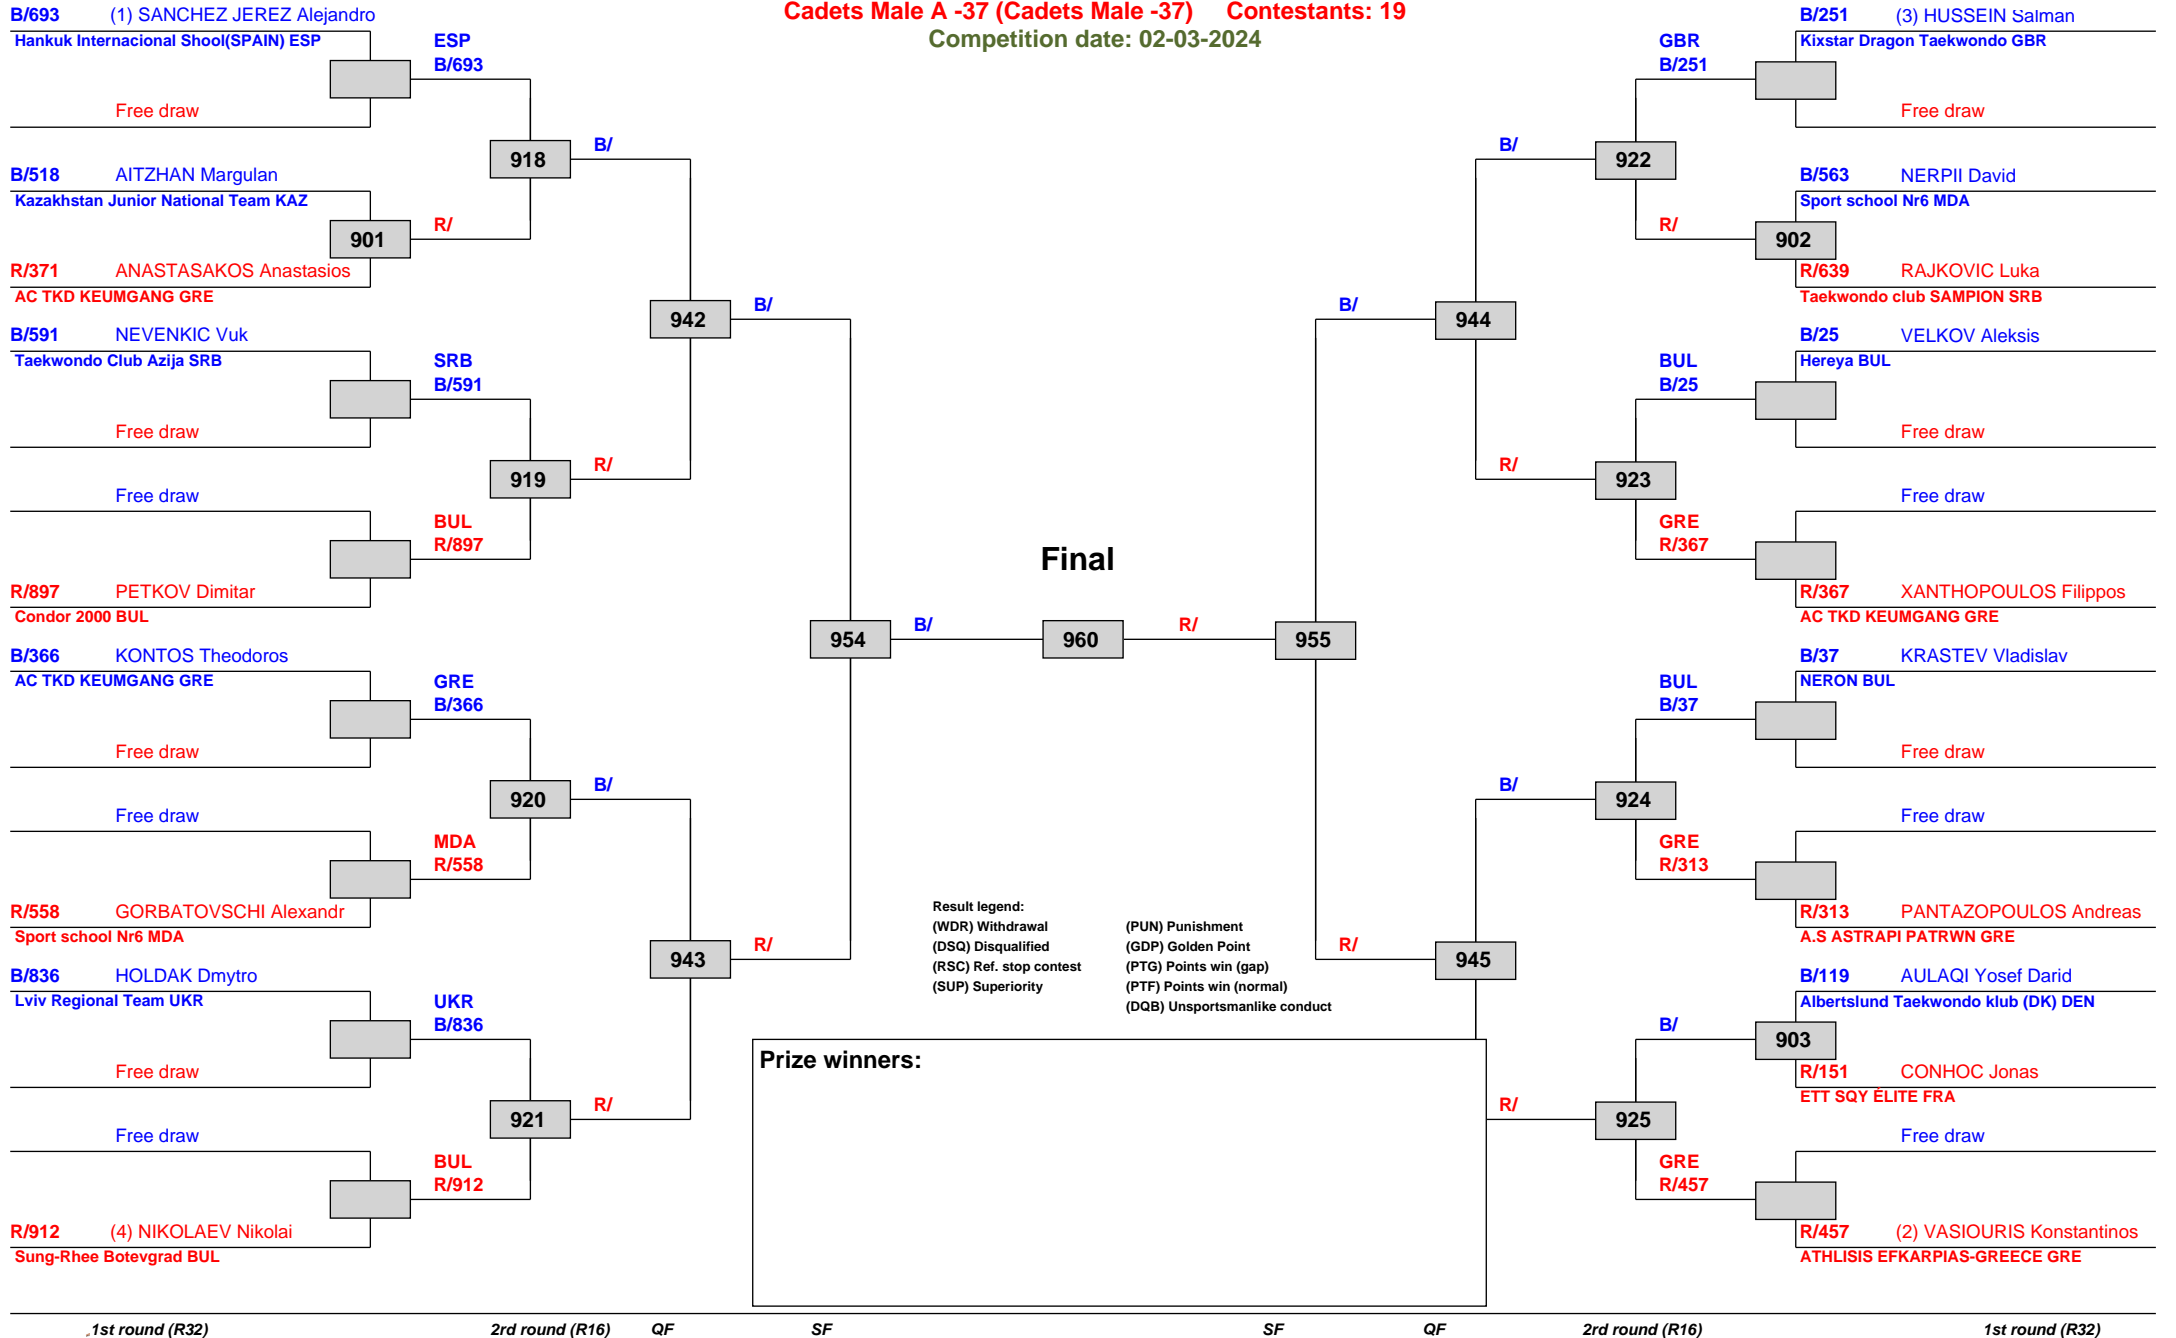 Cadets Male A -37 (Cadets Male -37) Contestants: 19
Competition date: 02-03-2024
B/693 (1) SANCHEZ JEREZ Alejandro
Hankuk Internacional Shool(SPAIN) ESP
Free draw
ESP
B/693
B/518 AITZHAN Margulan
Kazakhstan Junior National Team KAZ
901
R/371 ANASTASAKOS Anastasios
AC TKD KEUMGANG GRE
R/
918
B/
B/591 NEVENKIC Vuk
Taekwondo Club Azija SRB
Free draw
SRB
B/591
Free draw
R/897 PETKOV Dimitar
Condor 2000 BUL
BUL
R/897
919
R/
942
B/
B/366 KONTOS Theodoros
AC TKD KEUMGANG GRE
Free draw
GRE
B/366
Free draw
R/558 GORBATOVSCHI Alexandr
Sport school Nr6 MDA
MDA
R/558
920
B/
B/836 HOLDAK Dmytro
Lviv Regional Team UKR
Free draw
UKR
B/836
Free draw
R/912 (4) NIKOLAEV Nikolai
Sung-Rhee Botevgrad BUL
BUL
R/912
921
R/
943
R/
954
B/
Final
960
R/
955
B/251 (3) HUSSEIN Salman
Kixstar Dragon Taekwondo GBR
Free draw
GBR
B/251
B/563 NERPII David
Sport school Nr6 MDA
902
R/639 RAJKOVIC Luka
Taekwondo club SAMPION SRB
R/
922
B/
B/25 VELKOV Aleksis
Hereya BUL
Free draw
BUL
B/25
Free draw
R/367 XANTHOPOULOS Filippos
AC TKD KEUMGANG GRE
GRE
R/367
923
R/
944
B/
B/37 KRASTEV Vladislav
NERON BUL
Free draw
BUL
B/37
Free draw
R/313 PANTAZOPOULOS Andreas
A.S ASTRAPI PATRWN GRE
GRE
R/313
924
B/
B/119 AULAQI Yosef Darid
Albertslund Taekwondo klub (DK) DEN
903
R/151 CONHOC Jonas
ETT SQY ÉLITE FRA
B/
Free draw
R/457 (2) VASIOURIS Konstantinos
ATHLISIS EFKARPIAS-GREECE GRE
GRE
R/457
925
R/
945
R/
Result legend:
(WDR) Withdrawal (PUN) Punishment
(DSQ) Disqualified (GDP) Golden Point
(RSC) Ref. stop contest (PTG) Points win (gap)
(SUP) Superiority (PTF) Points win (normal)
(DQB) Unsportsmanlike conduct
Prize winners:
1st round (R32) 2rd round (R16) QF SF SF QF 2rd round (R16) 1st round (R32)